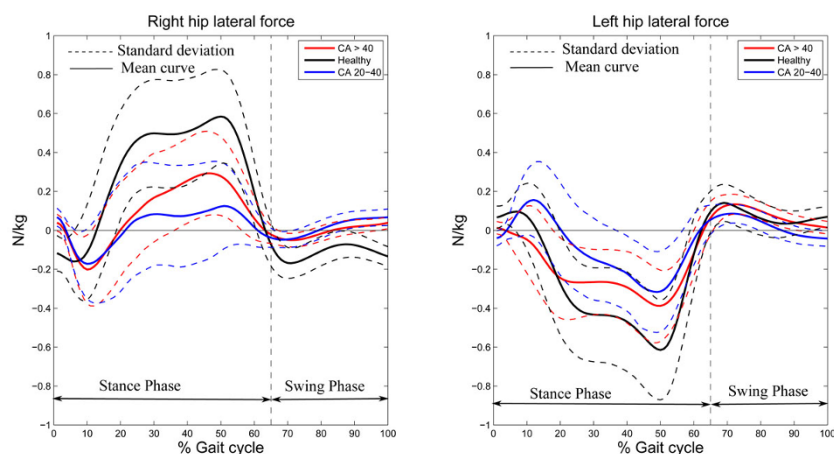 Right hip lateral force
Standard deviation
Mean curve
CA > 40
Healthy
CA 20-40
N/kg
1
0.8
0.6
0.4
0.2
0
−0.2
−0.4
−0.6
−0.8
−1
Stance Phase
Swing Phase
0 10 20 30 40 50 60 70 80 90 100
% Gait cycle
Left hip lateral force
Standard deviation
Mean curve
CA > 40
Healthy
CA 20-40
N/kg
1
0.8
0.6
0.4
0.2
0
−0.2
−0.4
−0.6
−0.8
−1
Stance Phase
Swing Phase
0 10 20 30 40 50 60 70 80 90 100
% Gait cycle